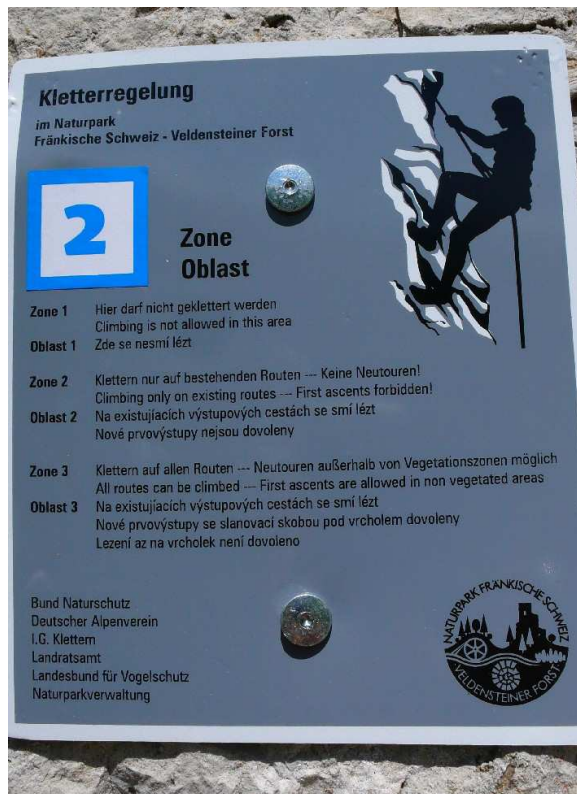 Kletterregelung
im Naturpark
Fränkische Schweiz - Veldensteiner Forst
2
Zone
Oblast
Zone 1 Hier darf nicht geklettert werden
Climbing is not allowed in this area
Oblast 1 Zde se nesmí lézt
Zone 2 Klettern nur auf bestehenden Routen --- Keine Neutouren!
Climbing only on existing routes --- First ascents forbidden!
Oblast 2 Na existujíacích výstupových cestách se smí lézt
Nové prvovýstupy nejsou dovoleny
Zone 3 Klettern auf allen Routen --- Neutouren außerhalb von Vegetationszonen möglich
All routes can be climbed --- First ascents are allowed in non vegetated areas
Oblast 3 Na existujíacích výstupových cestách se smí lézt
Nové prvovýstupy se slanovaci skobou pod vrcholem dovoleny
Lezení az na vrcholek není dovoleno
Bund Naturschutz
Deutscher Alpenverein
I.G. Klettern
Landratsamt
Landesbund für Vogelschutz
Naturparkverwaltung
NATURPARK FRÄNKISCHE SCHWEIZ
VELDENSTEINER FORST